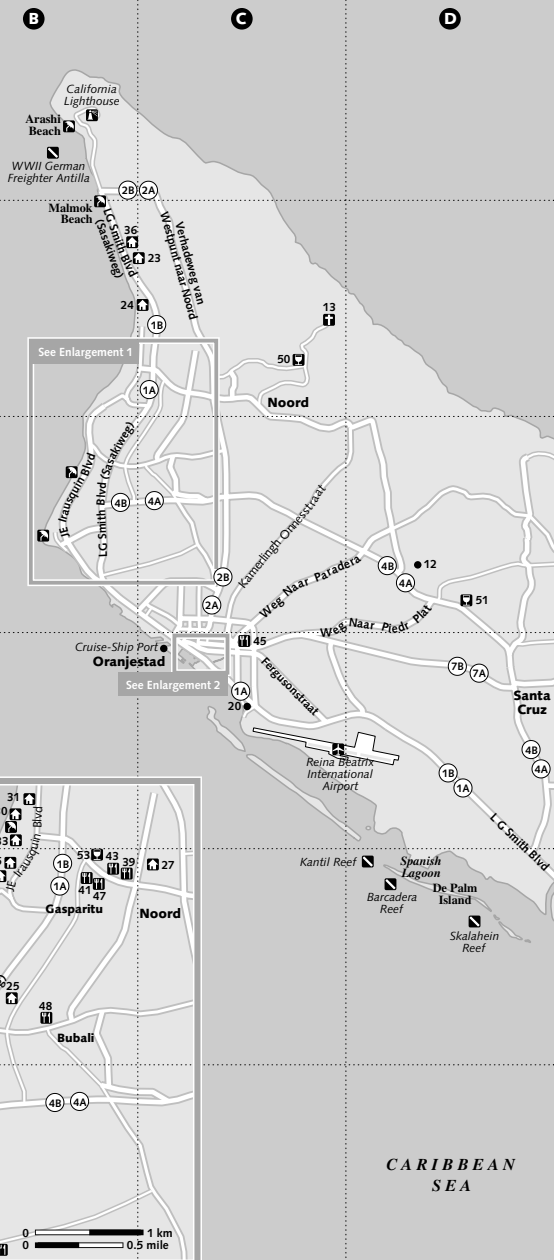 B
C
D
California
Lighthouse
Arashi
Beach
WWII German
Freighter Antilla
2B
2A
Malmok
Beach
LG Smith Blvd
(Sasakiweg)
Verhadeweg van
Westpunt naar Noord
36
23
24
1B
13
50
See Enlargement 1
Noord
1A
JE Irausquin Blvd
LG Smith Blvd (Sasakiweg)
4B
4A
Kamerlingh Onnesstraat
2B
2A
Weg Naar Paradera
4B
4A
12
51
Weg Naar Piedr Plat
Cruise-Ship Port
Oranjestad
45
See Enlargement 2
Fergusonstraat
7B
7A
Santa
Cruz
1A
20
Reina Beatrix
International
Airport
4B
4A
1B
1A
L G Smith Blvd
Kantil Reef
Spanish
Lagoon
De Palm
Island
Barcadera
Reef
Skalahein
Reef
31
JE Irausquin Blvd
53
43
39
27
1B
1A
41
47
Gasparitu
Noord
25
48
Bubali
4B
4A
CARIBBEAN
SEA
0
1 km
0
0.5 mile